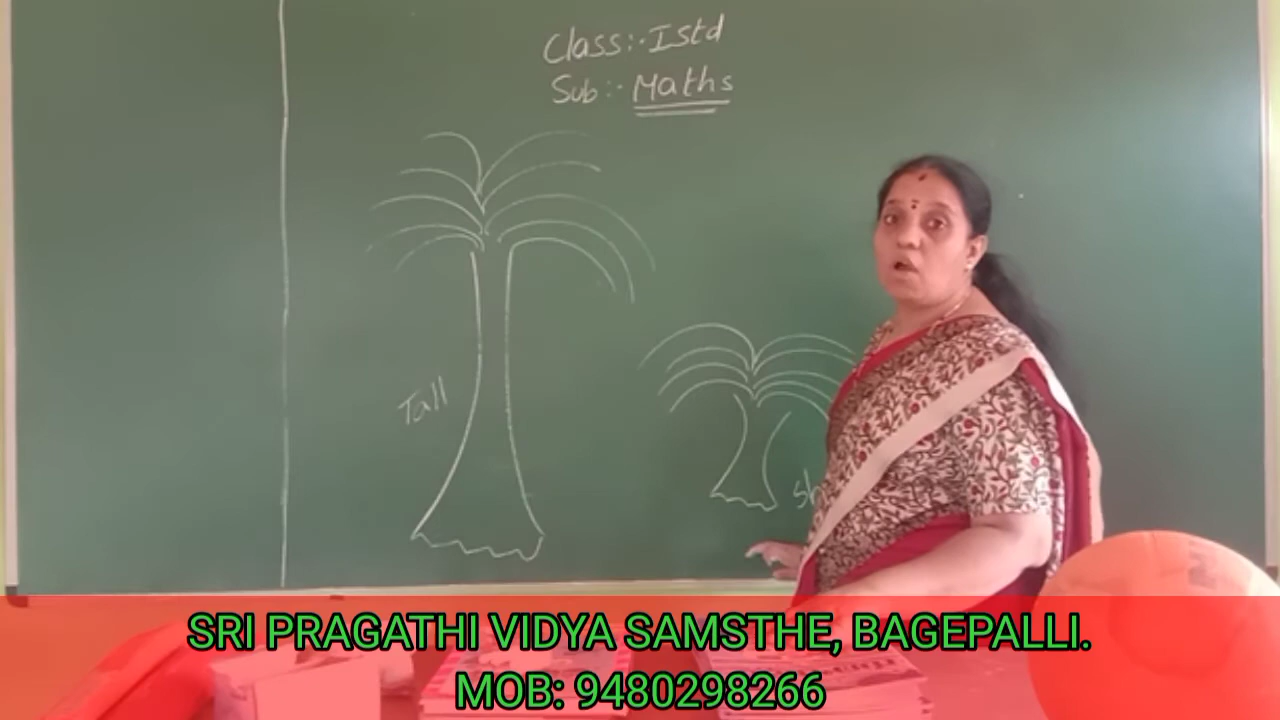 Class:- Istd
Sub:- Maths
Tall
SRI PRAGATHI VIDYA SAMSTHE, BAGEPALLI.
MOB: 9480298266